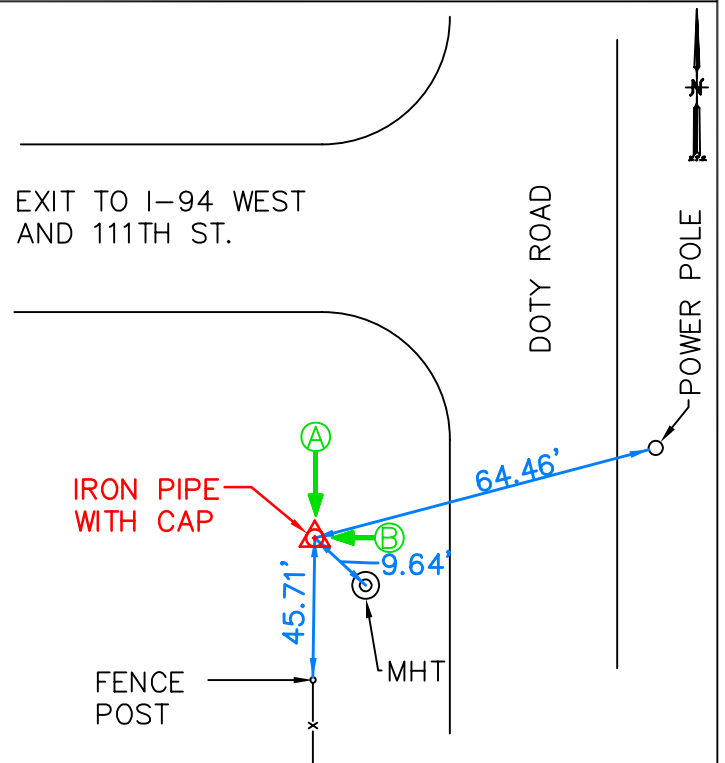 N
EXIT TO I-94 WEST
AND 111TH ST.
DOTY ROAD
POWER POLE
A
64.46'
IRON PIPE
WITH CAP
B
9.64'
45.71'
MHT
FENCE
POST
x